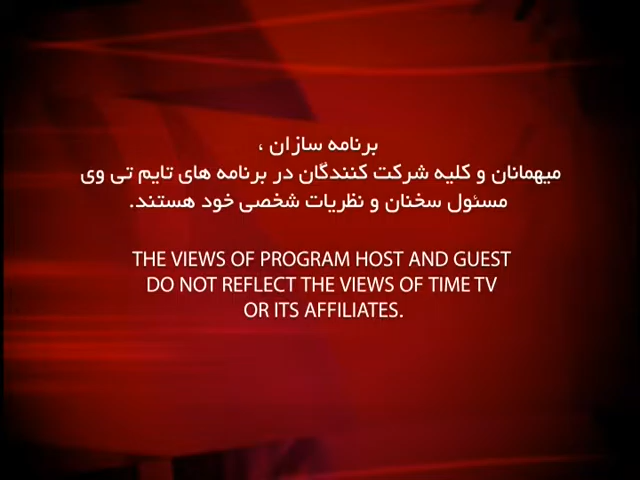 برنامه سازان ،
میهمانان و کلیه شرکت کنندگان در برنامه های تایم تی وی
مسئول سخنان و نظریات شخصی خود هستند.
THE VIEWS OF PROGRAM HOST AND GUEST
DO NOT REFLECT THE VIEWS OF TIME TV
OR ITS AFFILIATES.